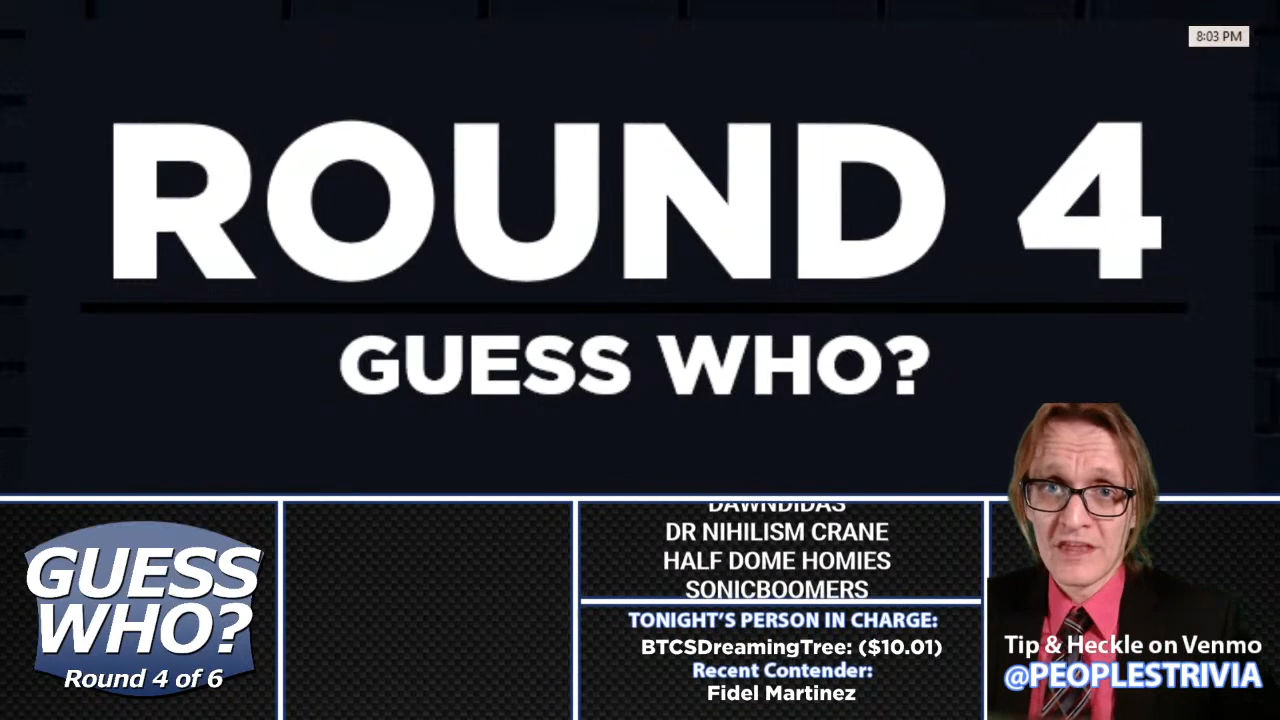 8:03 PM
ROUND 4
GUESS WHO?
GUESS
WHO?
Round 4 of 6
DAWNDIDAS
DR NIHILISM CRANE
HALF DOME HOMIES
SONICBOOMERS
TONIGHT'S PERSON IN CHARGE:
BTCSDreamingTree: ($10.01)
Recent Contender:
Fidel Martinez
Tip & Heckle on Venmo
@PEOPLESTRIVIA